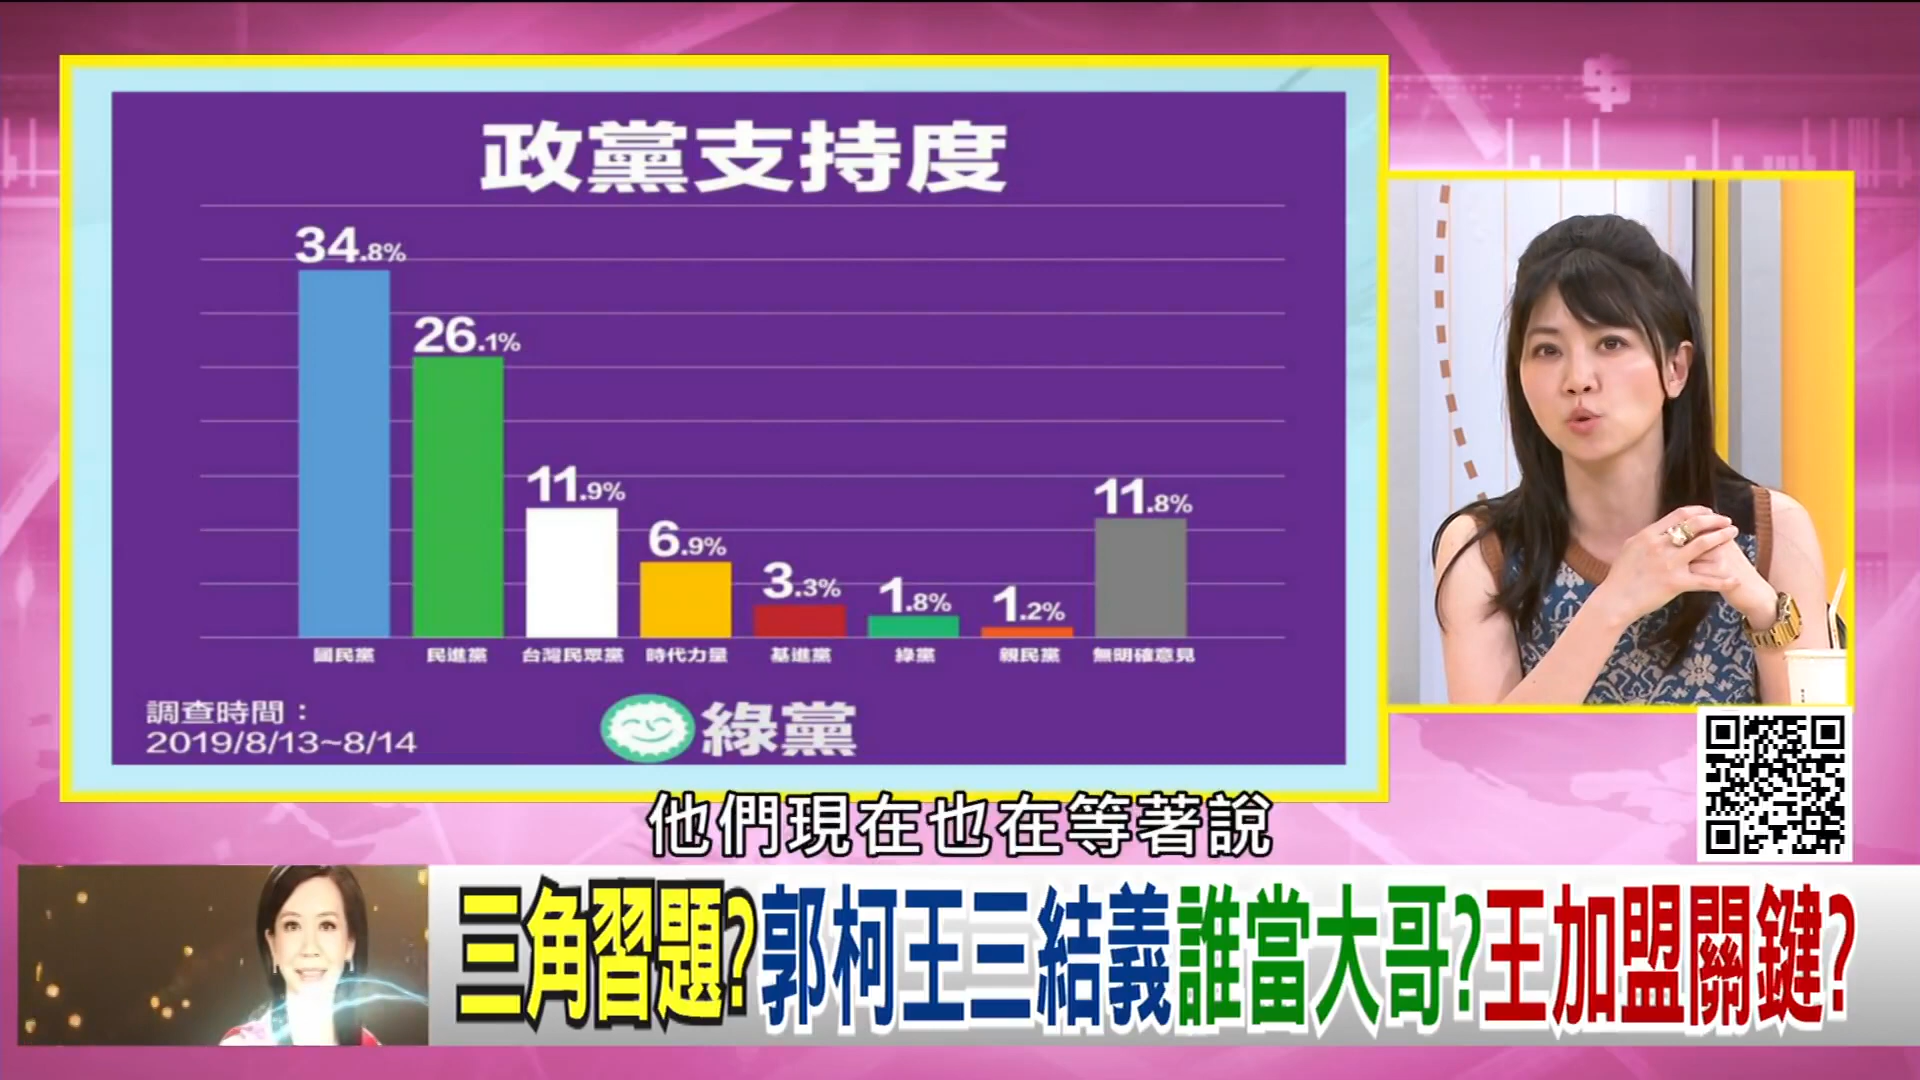 政黨支持度
34.8%
26.1%
11.9%
6.9%
3.3%
1.8%
1.2%
11.8%
國民黨
民進黨
台灣民眾黨
時代力量
基進黨
綠黨
親民黨
無明確意見
調查時間：
2019/8/13~8/14
綠黨
他們現在也在等著說
三角習題?郭柯王三結義誰當大哥?王加盟關鍵?